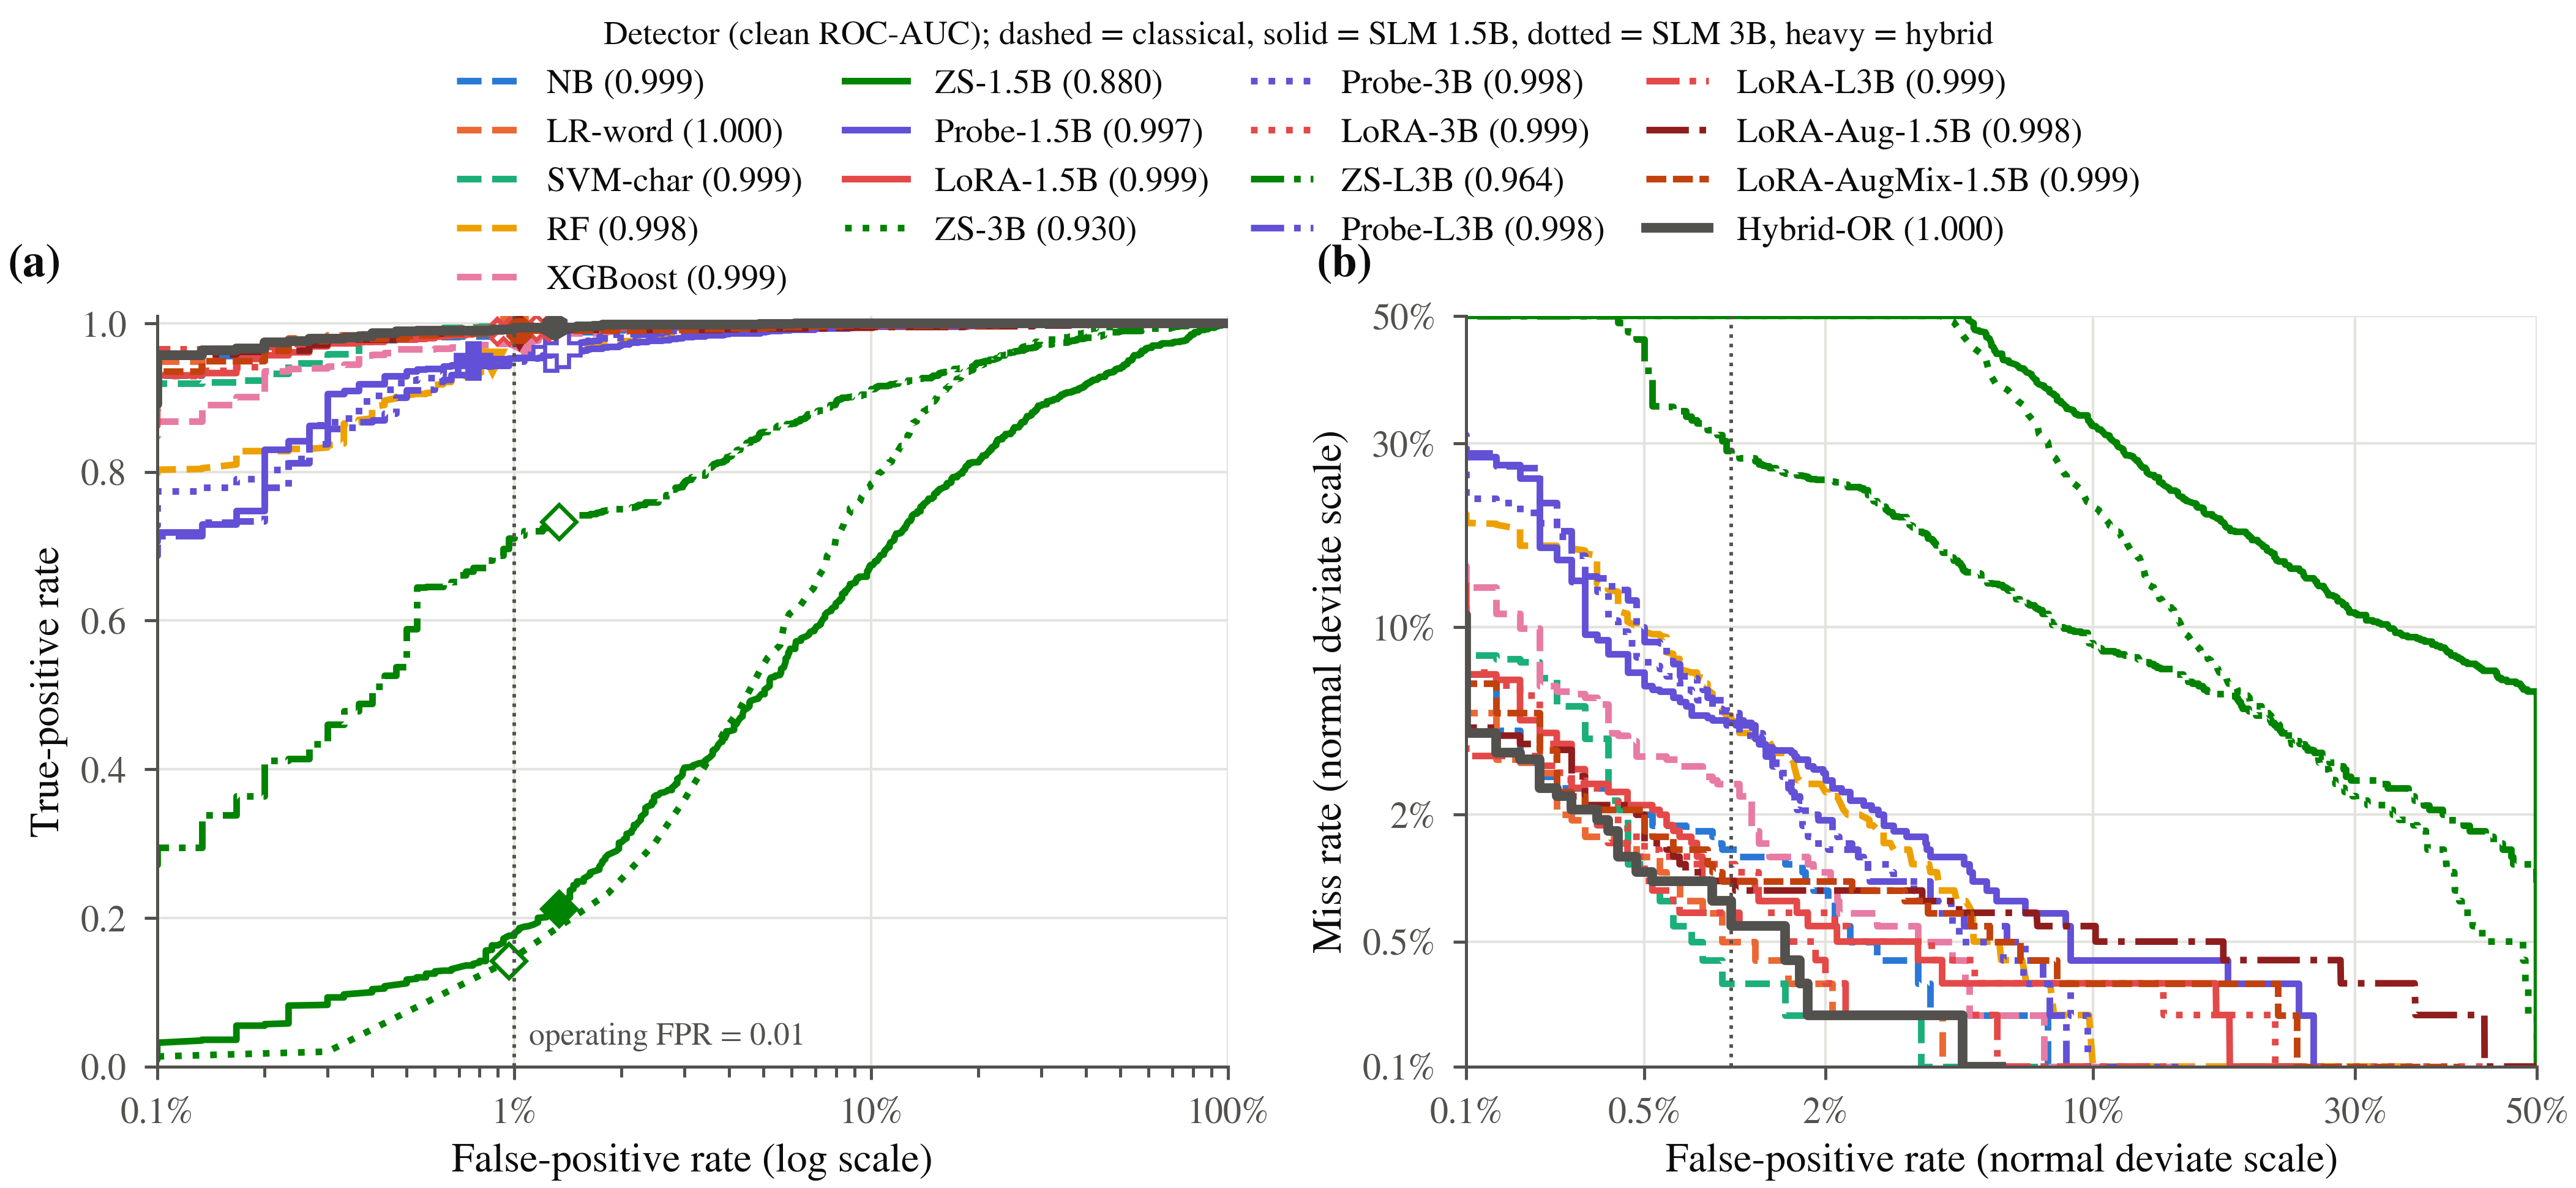 Detector (clean ROC-AUC); dashed = classical, solid = SLM 1.5B, dotted = SLM 3B, heavy = hybrid
NB (0.999)
LR-word (1.000)
SVM-char (0.999)
RF (0.998)
XGBoost (0.999)
ZS-1.5B (0.880)
Probe-1.5B (0.997)
LoRA-1.5B (0.999)
ZS-3B (0.930)
Probe-3B (0.998)
LoRA-3B (0.999)
ZS-L3B (0.964)
Probe-L3B (0.998)
LoRA-L3B (0.999)
LoRA-Aug-1.5B (0.998)
LoRA-AugMix-1.5B (0.999)
Hybrid-OR (1.000)
(a)
True-positive rate
1.0
0.8
0.6
0.4
0.2
0.0
operating FPR = 0.01
0.1% 1% 10% 100%
False-positive rate (log scale)
(b)
Miss rate (normal deviate scale)
50%
30%
10%
2%
0.5%
0.1%
0.1% 0.5% 2% 10% 30% 50%
False-positive rate (normal deviate scale)